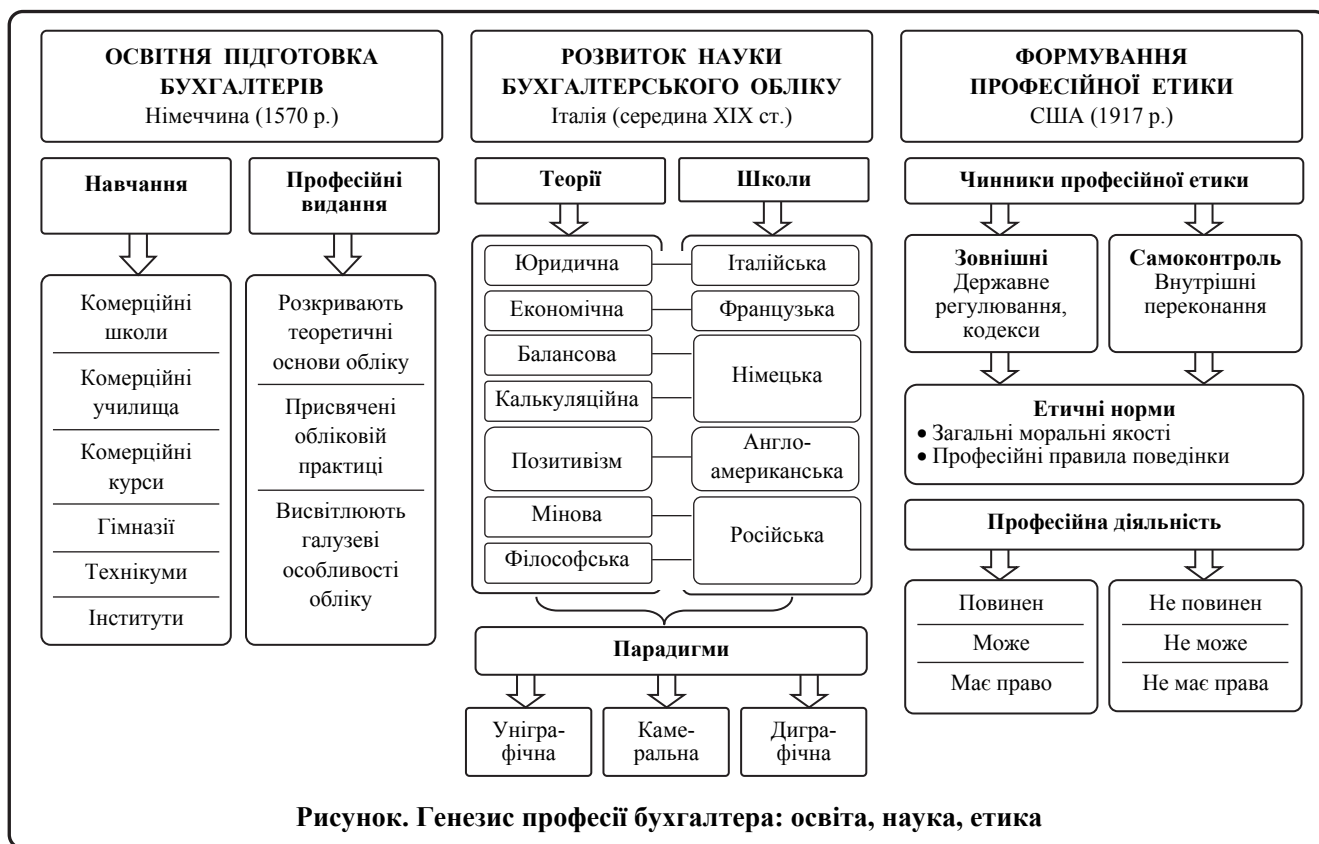 ОСВІТНЯ ПІДГОТОВКА
БУХГАЛТЕРІВ
Німеччина (1570 р.)
Навчання
Професійні
видання
Комерційні
школи
Комерційні
училища
Комерційні
курси
Гімназії
Технікуми
Інститути
Розкривають
теоретичні
основи обліку
Присвячені
обліковій
практиці
Висвітлюють
галузеві
особливості
обліку
РОЗВИТОК НАУКИ
БУХГАЛТЕРСЬКОГО ОБЛІКУ
Італія (середина XIX ст.)
Теорії
Школи
Юридична
Економічна
Балансова
Калькуляційна
Позитивізм
Мінова
Філософська
Італійська
Французька
Німецька
Англо-
американська
Російська
Парадигми
Унігра-
фічна
Каме-
ральна
Диграфічна
ФОРМУВАННЯ
ПРОФЕСІЙНОЇ ЕТИКИ
США (1917 р.)
Чинники професійної етики
Зовнішні
Державне
регулювання,
кодекси
Самоконтроль
Внутрішні
переконання
Етичні норми
• Загальні моральні якості
• Професійні правила поведінки
Професійна діяльність
Повинен
Може
Має право
Не повинен
Не може
Не має права
Рисунок. Генезис професії бухгалтера: освіта, наука, етика